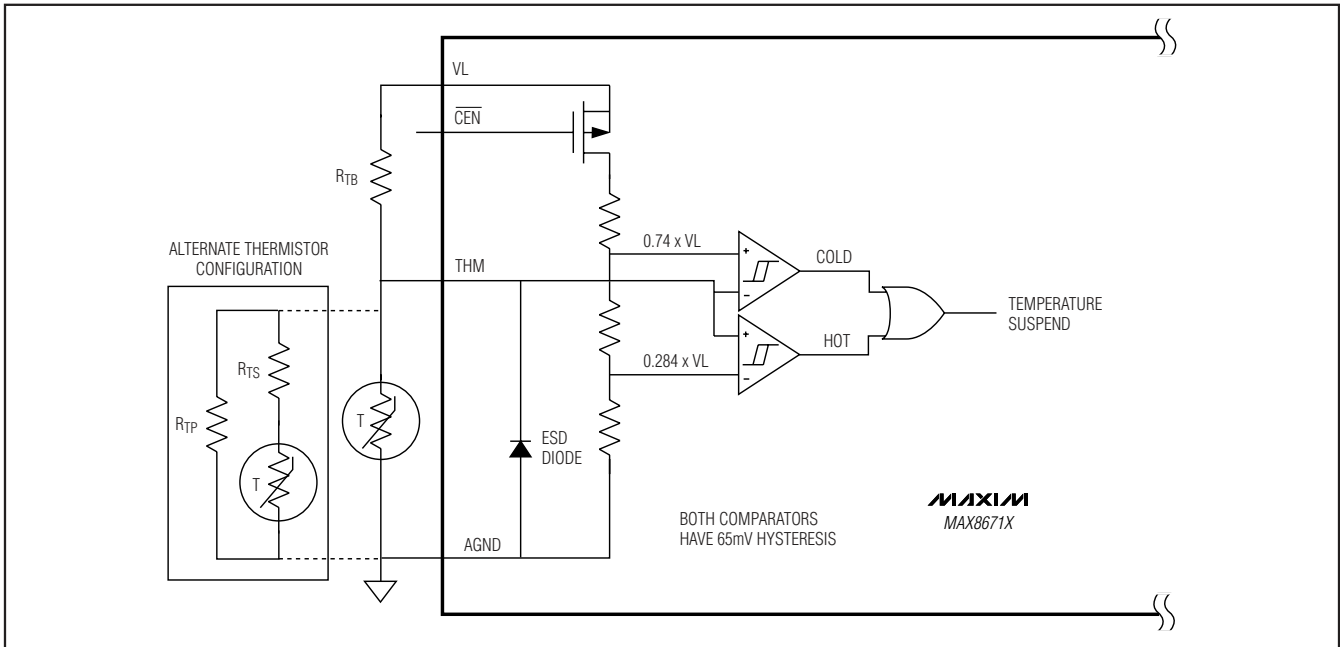 VL
CEN
RTB
ALTERNATE THERMISTOR
CONFIGURATION
0.74 x VL
+
-
COLD
THM
TEMPERATURE
SUSPEND
+
-
HOT
0.284 x VL
RTS
RTP
T
T
ESD
DIODE
BOTH COMPARATORS
HAVE 65mV HYSTERESIS
MAXIM
MAX8671X
AGND